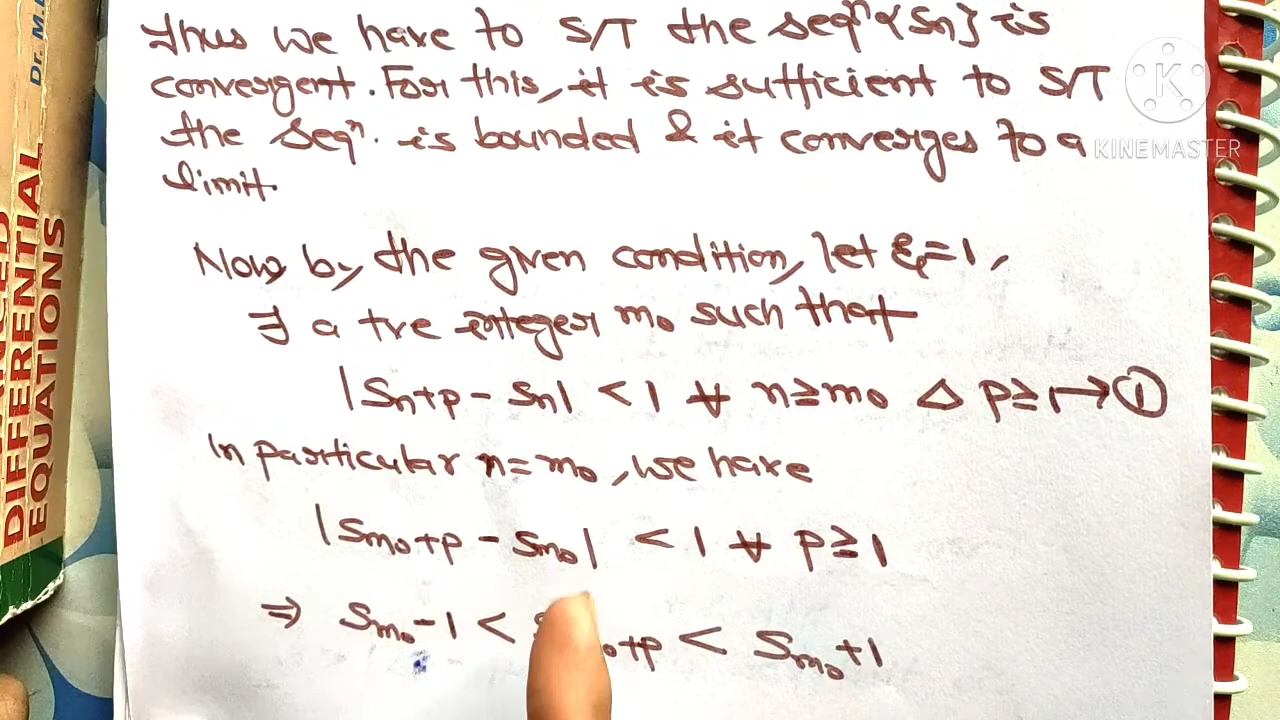 Thus we have to S/T the seqⁿ {Sn} is
convergent. For this, it is sufficient to S/T
the seqⁿ. is bounded & it converges to a
limit.
Now by the given condition, let ε=1,
∃ a +ve integer m₀ such that
|Sn+p - Sn| < 1 ∀ n≥m₀ Δ p≥1→①
In particular n=m₀, we have
|Sm₀+p - Sm₀| < 1 ∀ p≥1
⇒ Sm₀-1 < ₀+p < Sm₀+1
K
KINEMASTER
DIFFERENTIAL
EQUATIONS